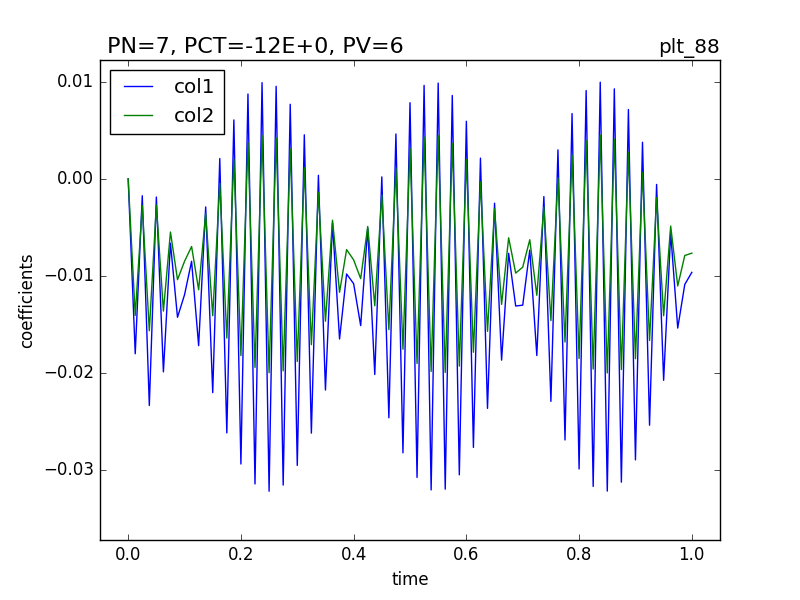 PN=7, PCT=-12E+0, PV=6
plt_88
col1
col2
0.01
0.00
−0.01
−0.02
−0.03
coefficients
0.0 0.2 0.4 0.6 0.8 1.0
time